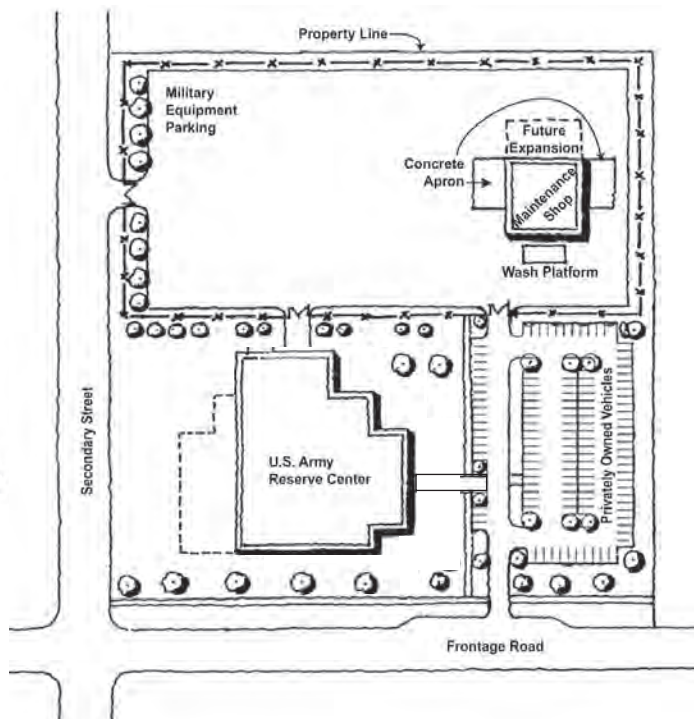 Property Line
Military
Equipment
Parking
Future
Expansion
Concrete
Apron
Maintenance
Shop
Wash Platform
Secondary Street
U.S. Army
Reserve Center
Privately Owned Vehicles
Frontage Road